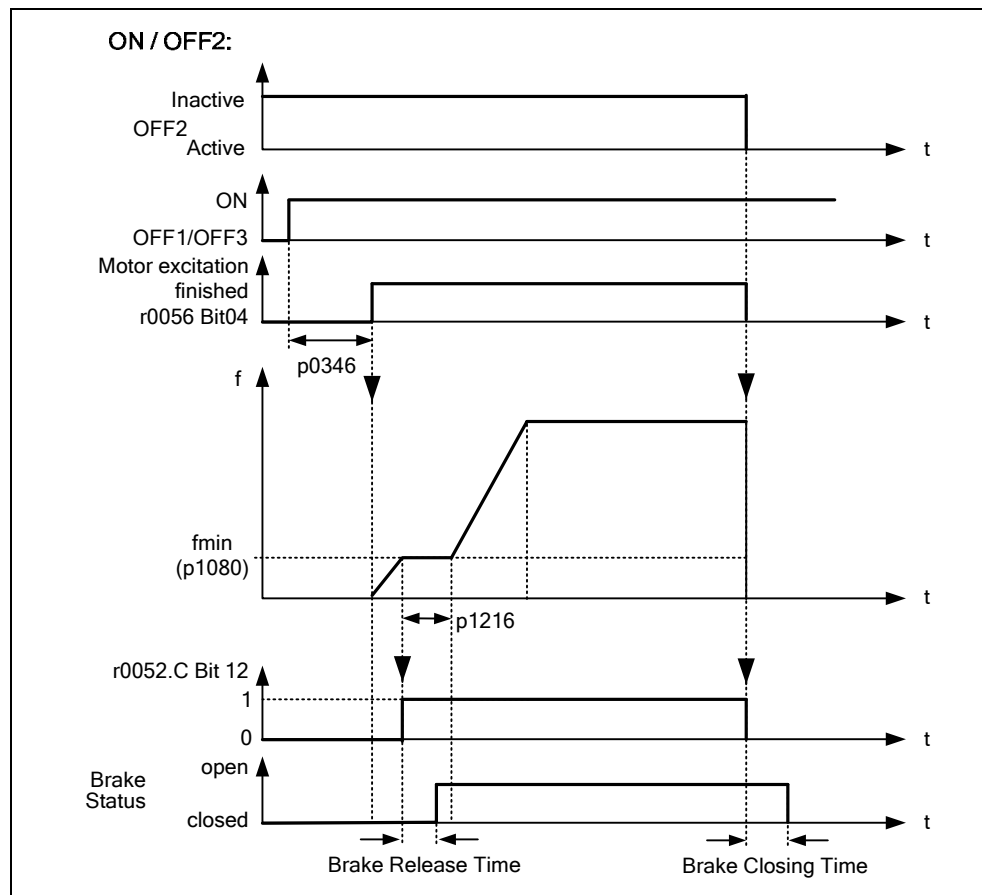 ON / OFF2:
Inactive
OFF2
Active
t
ON
OFF1/OFF3
t
Motor excitation
finished
r0056 Bit04
t
p0346
f
fmin
(p1080)
t
p1216
r0052.C Bit 12
1
0
t
open
Brake
Status
closed
t
Brake Release Time
Brake Closing Time